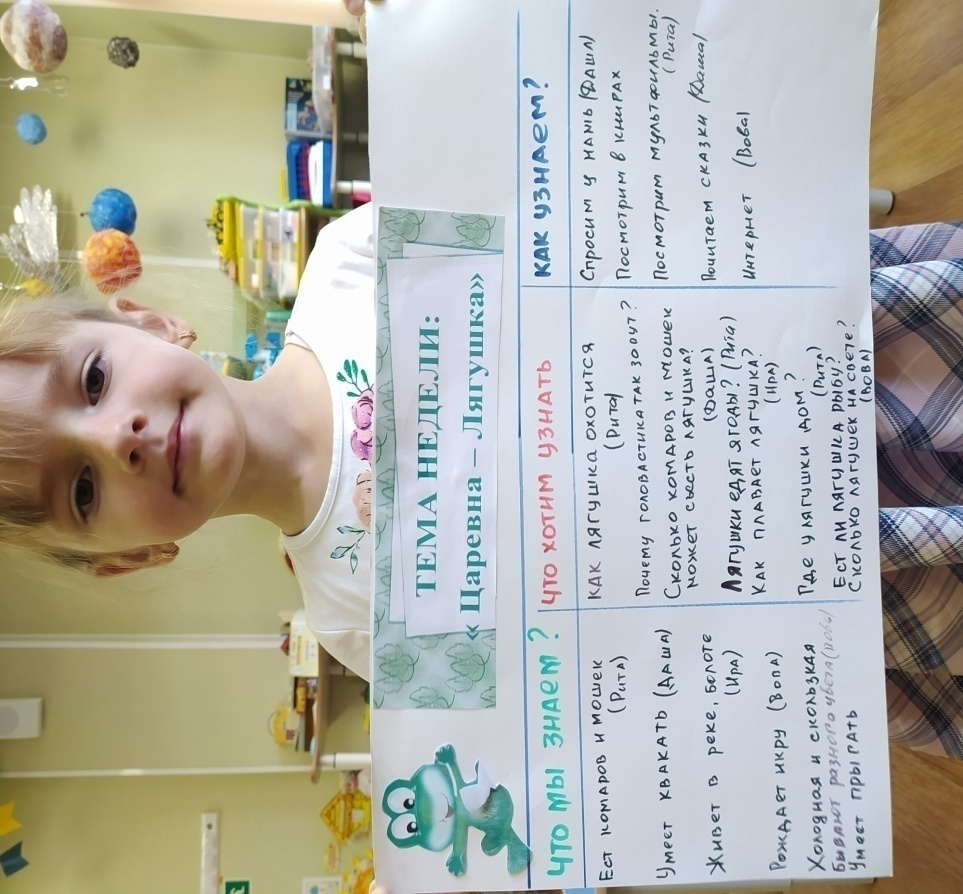 ТЕМА НЕДЕЛИ:
« Царевна – Лягушка»
ЧТО МЫ ЗНАЕМ ?
Ест комаров и мошек
(Рита)
Умеет квакать (Даша)
Живет в реке, болоте
(Ира)
Рождает икру (Вова)
Холодная и скользкая
бывают разного цвета (Вова)
Умеет прыгать
ЧТО ХОТИМ УЗНАТЬ
Как лягушка охотится
(Рита)
Почему головастика так зовут?
Сколько комаров и мошек
может съесть лягушка?
(Даша)
Лягушки едят ягоды? (Рита)
Как плавает лягушка?
(Ира)
Где у лягушки дом?
(Рита)
Ест ли лягушка рыбу?
Сколько лягушек на свете?
(Вова)
КАК УЗНАЕМ?
Спросим у мамы (Даша)
Посмотрим в книгах
Посмотрим мультфильмы.
(Рита)
Почитаем сказки (Даша)
Интернет (Вова)